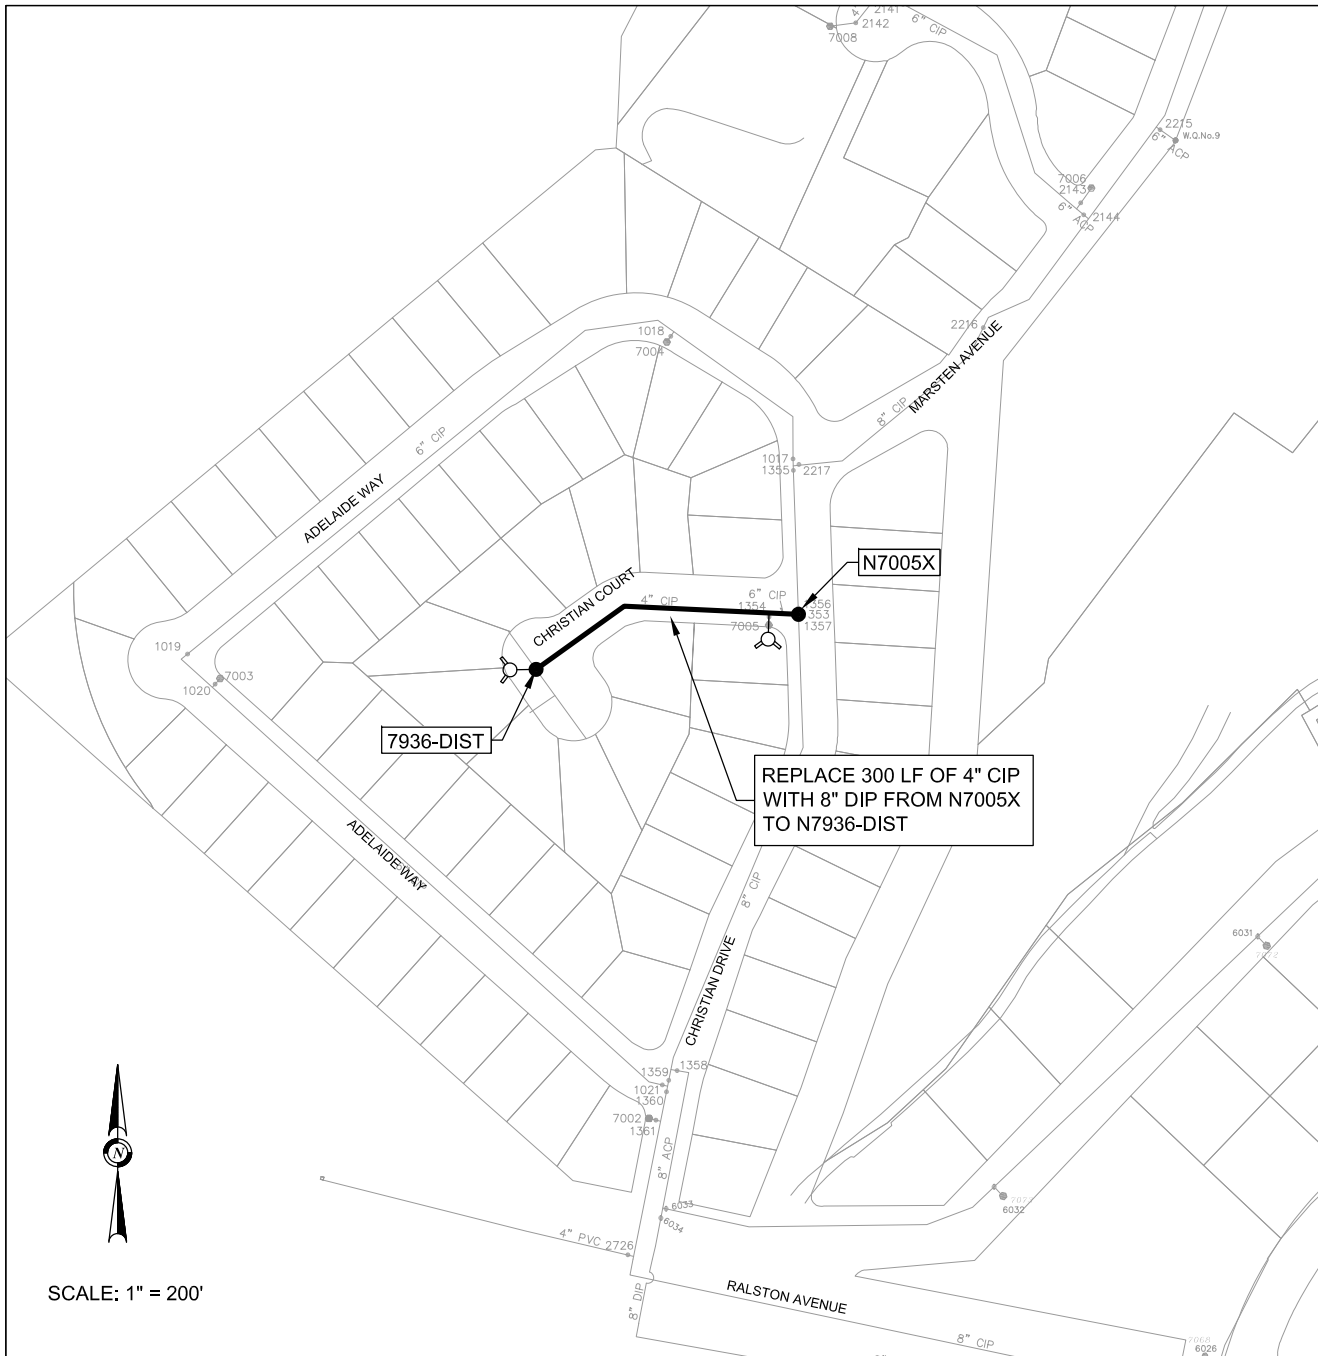 2141
4
2142
7008
6" CIP
2215
W.Q.No.9
6" ACP
7006
2143
2144
6" ACP
2216
MARSTEN AVENUE
8" CIP
1018
7004
6" CIP
ADELAIDE WAY
1017
1355
2217
N7005X
CHRISTIAN COURT
4" CIP
6" CIP
1354
1356
1353
1357
7005
1019
1020
7003
7936-DIST
REPLACE 300 LF OF 4" CIP
WITH 8" DIP FROM N7005X
TO N7936-DIST
ADELAIDE WAY
8" CIP
CHRISTIAN DRIVE
6031
7072
1359
1358
1021
1360
7002
1361
8" ACP
6033
6034
6032
4" PVC
2726
8" DIP
RALSTON AVENUE
8" CIP
7068
6026
N
SCALE: 1" = 200'